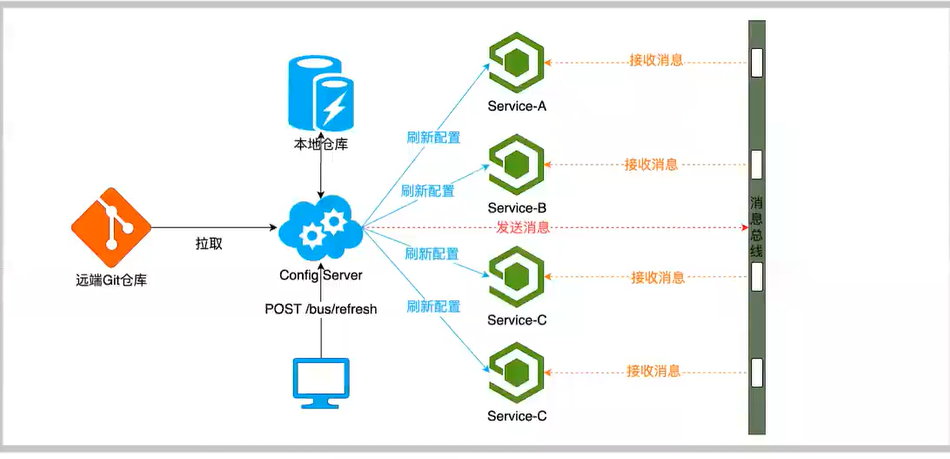 接收消息
Service-A
本地仓库
刷新配置
接收消息
刷新配置
Service-B
消息总线
发送消息
拉取
刷新配置
远端Git仓库
Config Server
接收消息
POST /bus/refresh
刷新配置
Service-C
接收消息
Service-C